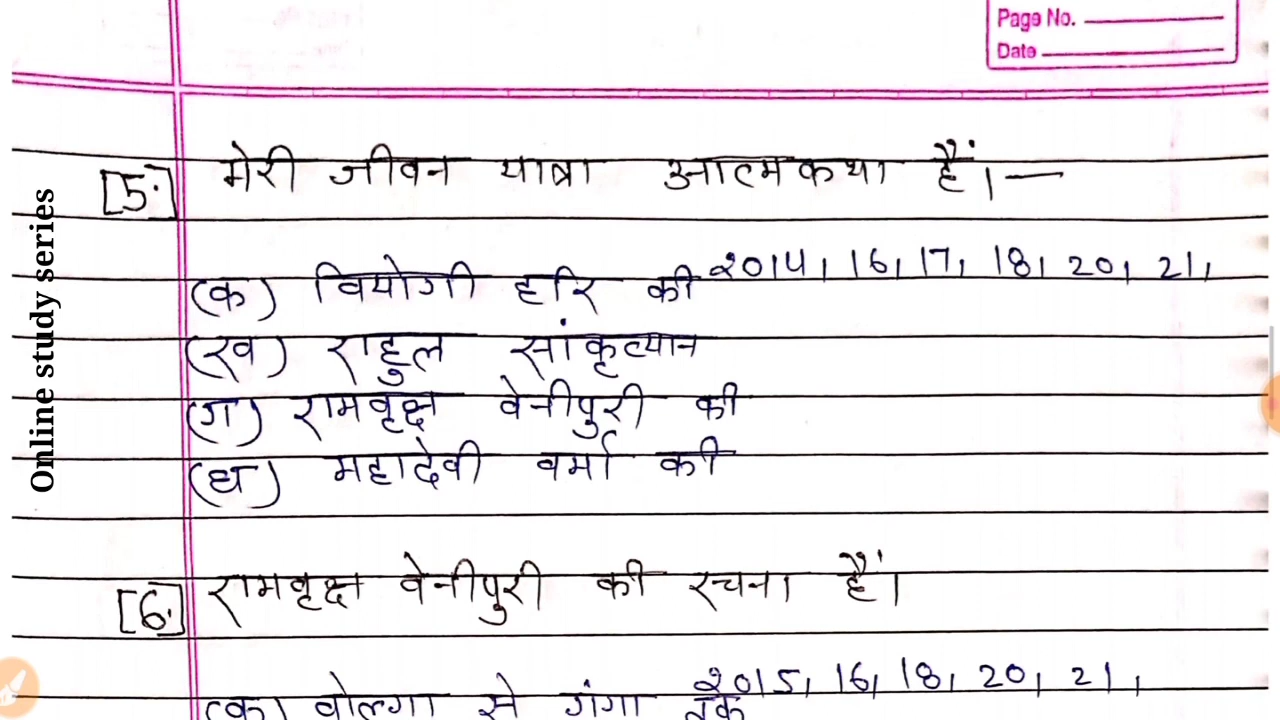 Page No.
Date
[5.] मेरी जीवन यात्रा आत्मकथा हैं।—
(क) वियोगी हरि की 2014, 16, 17, 18, 20, 21,
(ख) राहुल सांकृत्यान
(ग) रामवृक्ष वेनीपुरी की
(घ) महादेवी वर्मा की
[6.] रामवृक्ष वेनीपुरी की रचना हैं।
(क) वोल्गा से गंगा तक 2015, 16, 18, 20, 21,
Online study series